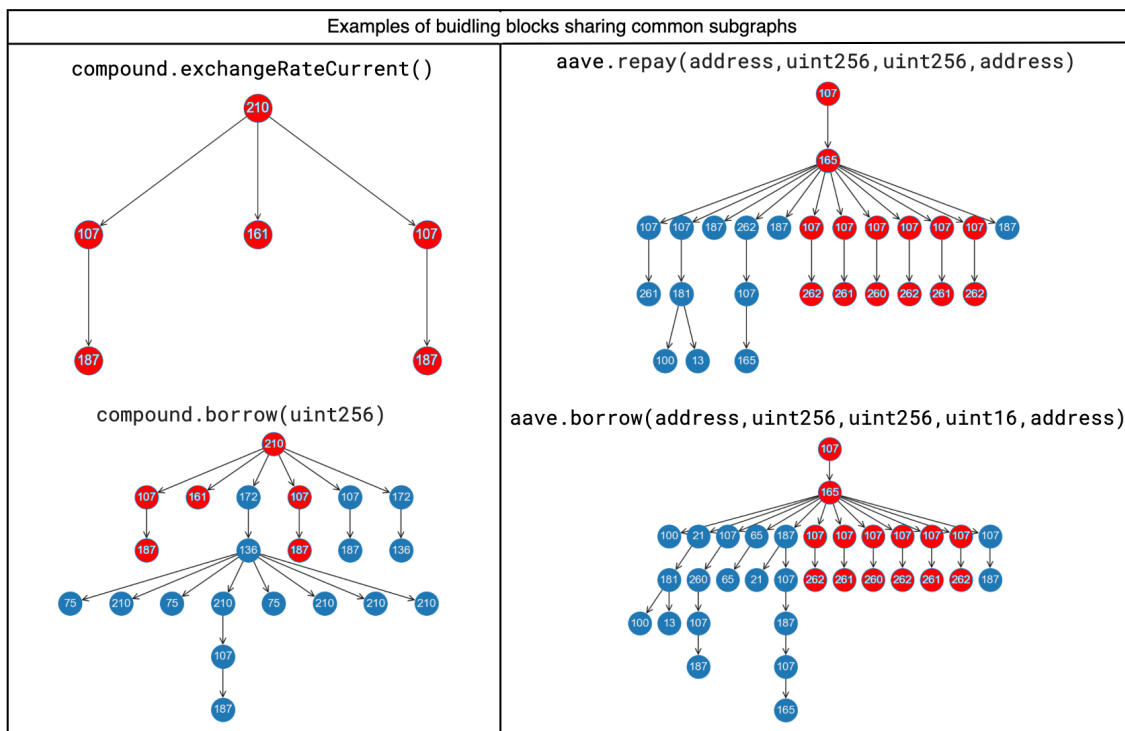 Examples of buidling blocks sharing common subgraphs
compound.exchangeRateCurrent()
210
107 161 107
187 187
aave.repay(address,uint256,uint256,address)
107
165
107 107 187 262 187 107 107 107 107 107 107 187
261 181 107 262 261 260 262 261 262
100 13 165
compound.borrow(uint256)
210
107 161 172 107 107 172
187 136 187 187 136
75 210 75 210 75 210 210 210
107
187
aave.borrow(address,uint256,uint256,uint16,address)
107
165
100 21 107 65 187 107 107 107 107 107 107 107
181 260 65 21 107 262 261 260 262 261 262 187
100 13 107 187
187 107
165